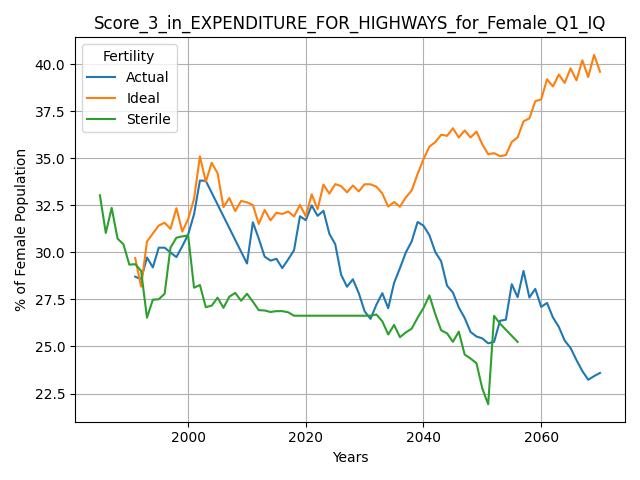 Score_3_in_EXPENDITURE_FOR_HIGHWAYS_for_Female_Q1_IQ
Fertility
Actual
Ideal
Sterile
% of Female Population
40.0
37.5
35.0
32.5
30.0
27.5
25.0
22.5
2000
2020
2040
2060
Years